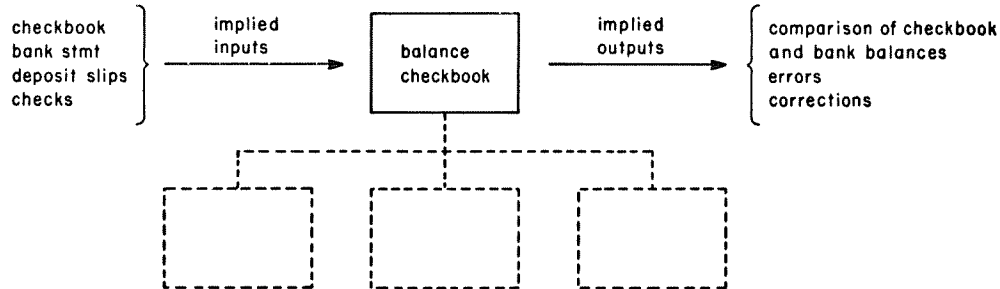 checkbook
bank stmt
deposit slips
checks
implied
inputs
balance
checkbook
implied
outputs
comparison of checkbook
and bank balances
errors
corrections